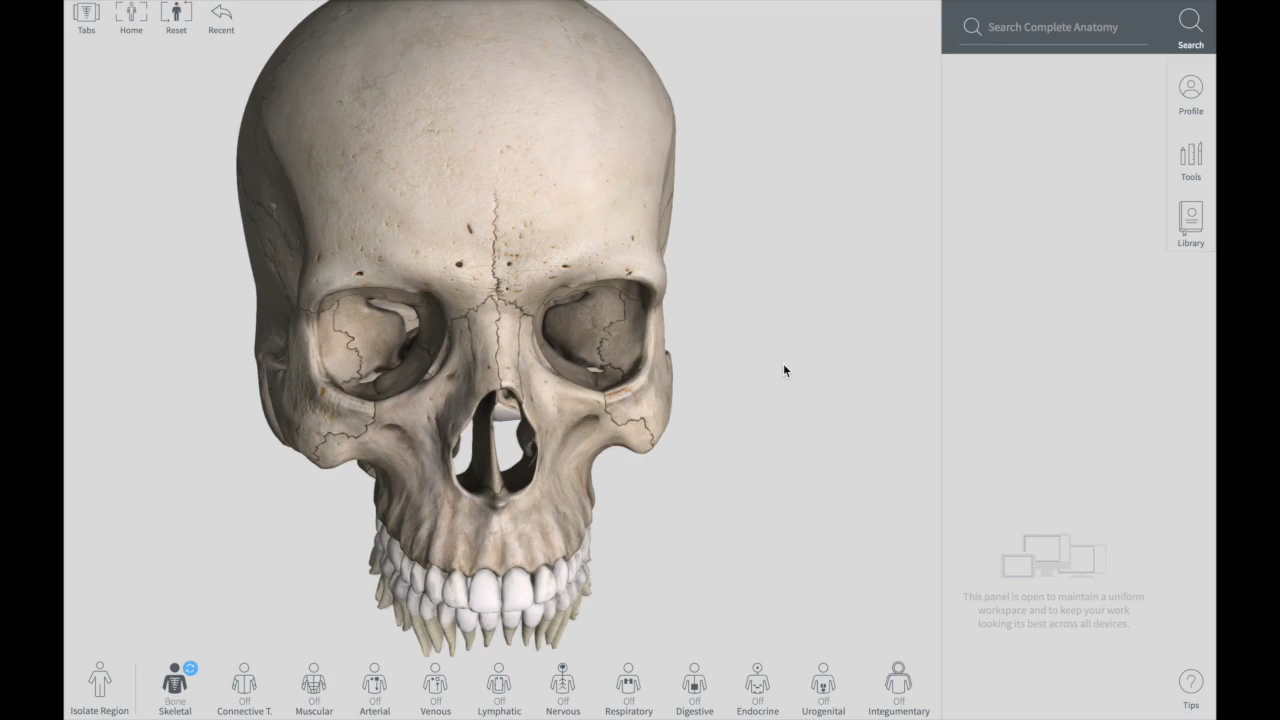 Tabs
Home
Reset
Recent
Search Complete Anatomy
Search
Profile
Tools
Library
This panel is open to maintain a uniform
workspace and to keep your work
looking its best across all devices.
Tips
Isolate Region
Bone
Skeletal
Off
Connective T.
Off
Muscular
Off
Arterial
Off
Venous
Off
Lymphatic
Off
Nervous
Off
Respiratory
Off
Digestive
Off
Endocrine
Off
Urogenital
Off
Integumentary